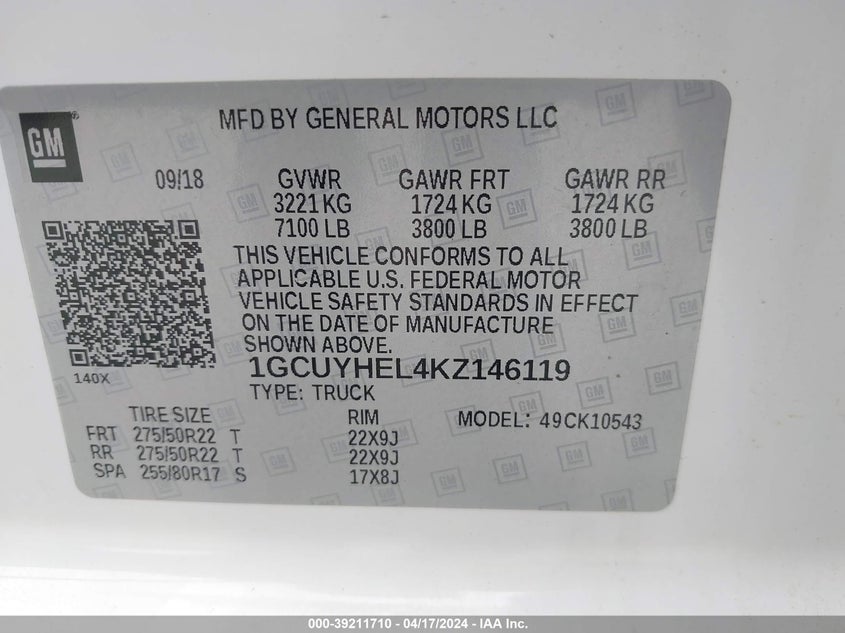 GM
MFD BY GENERAL MOTORS LLC
09/18 GVWR GAWR FRT GAWR RR
3221 KG 1724 KG 1724 KG
7100 LB 3800 LB 3800 LB
THIS VEHICLE CONFORMS TO ALL
APPLICABLE U.S. FEDERAL MOTOR
VEHICLE SAFETY STANDARDS IN EFFECT
ON THE DATE OF MANUFACTURE
SHOWN ABOVE.
140X
1GCUYHEL4KZ146119
TYPE: TRUCK
TIRE SIZE RIM MODEL: 49CK10543
FRT 275/50R22 T 22X9J
RR 275/50R22 T 22X9J
SPA 255/80R17 S 17X8J
000-39211710 - 04/17/2024 - IAA Inc.